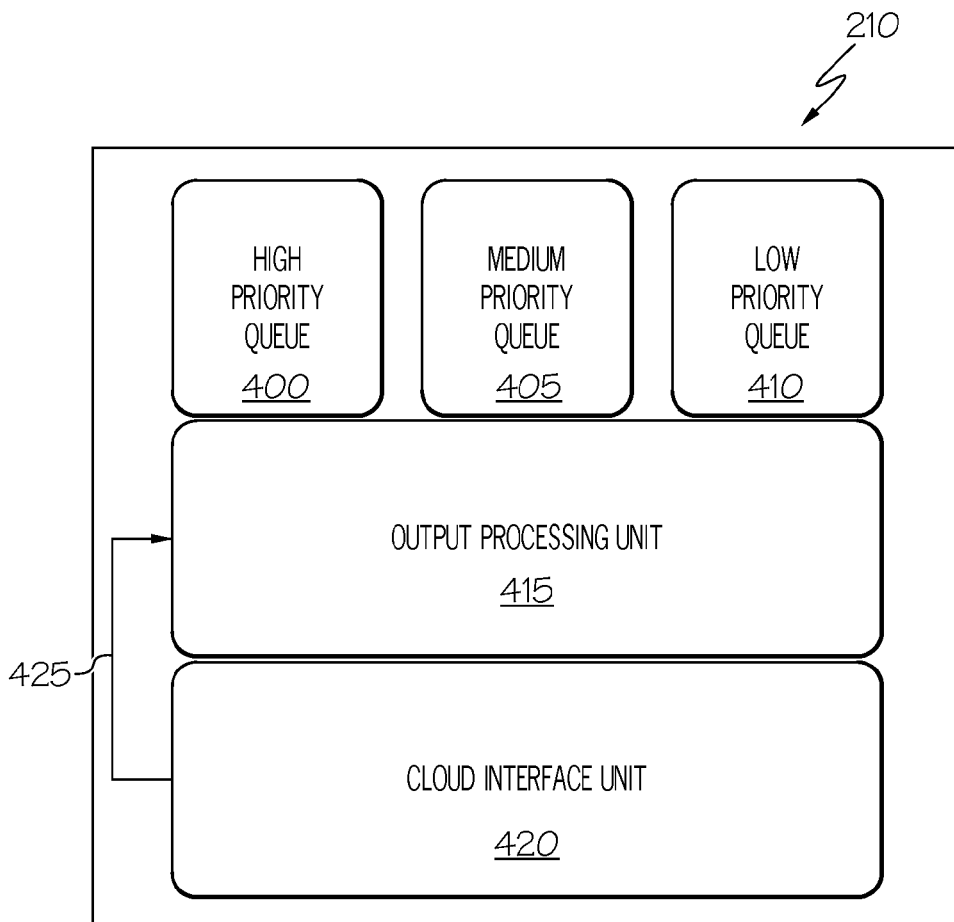 210
HIGH
PRIORITY
QUEUE
400
MEDIUM
PRIORITY
QUEUE
405
LOW
PRIORITY
QUEUE
410
OUTPUT PROCESSING UNIT
415
425
CLOUD INTERFACE UNIT
420